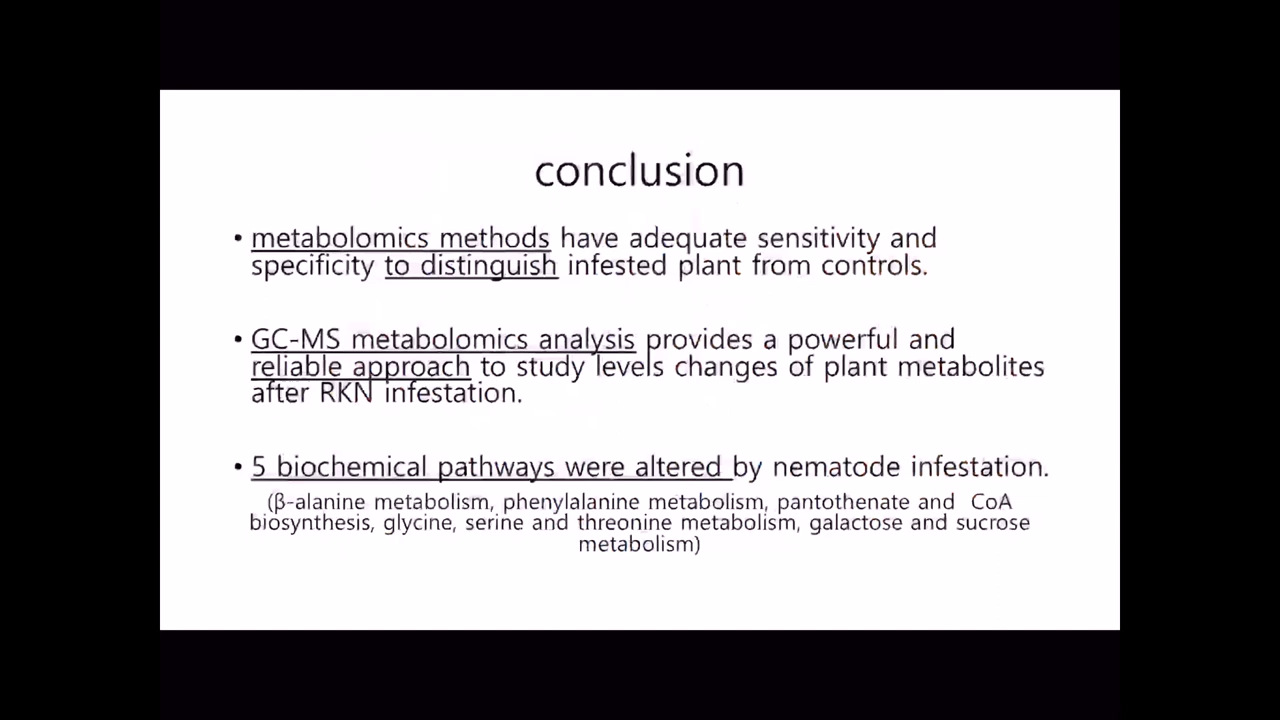 conclusion
• metabolomics methods have adequate sensitivity and
specificity to distinguish infested plant from controls.
• GC-MS metabolomics analysis provides a powerful and
reliable approach to study levels changes of plant metabolites
after RKN infestation.
• 5 biochemical pathways were altered by nematode infestation.
(β-alanine metabolism, phenylalanine metabolism, pantothenate and CoA
biosynthesis, glycine, serine and threonine metabolism, galactose and sucrose
metabolism)